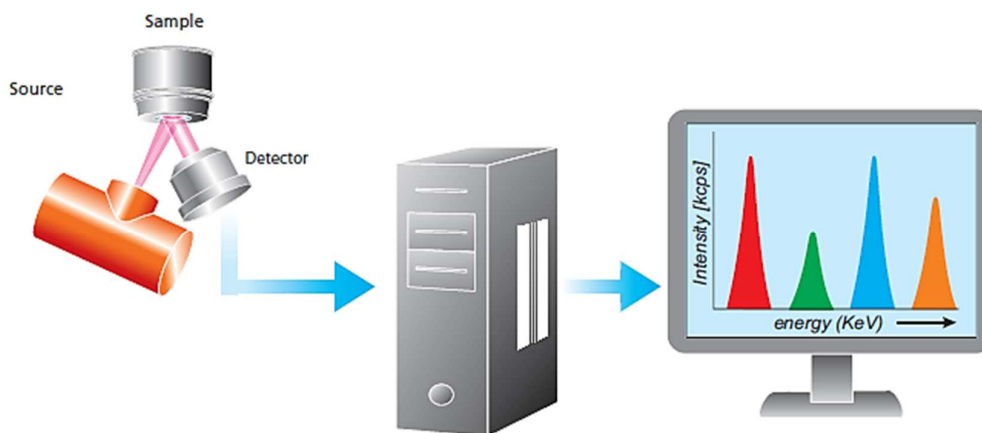 Sample
Source
Detector
Intensity [kcps]
energy (KeV)